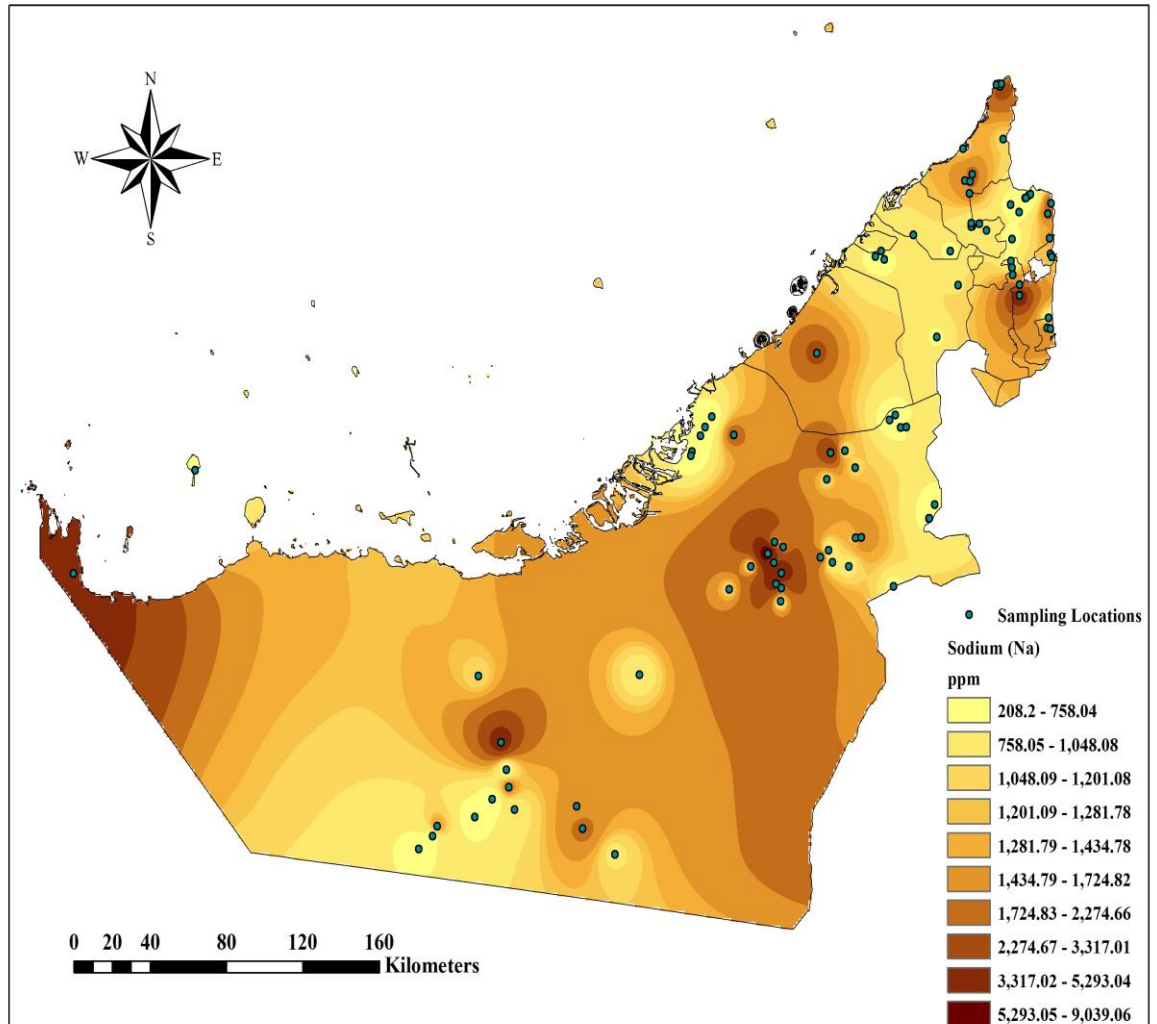 N
W E
S
Sampling Locations
Sodium (Na)
ppm
208.2 - 758.04
758.05 - 1,048.08
1,048.09 - 1,201.08
1,201.09 - 1,281.78
1,281.79 - 1,434.78
1,434.79 - 1,724.82
1,724.83 - 2,274.66
2,274.67 - 3,317.01
3,317.02 - 5,293.04
5,293.05 - 9,039.06
0 20 40 80 120 160
Kilometers